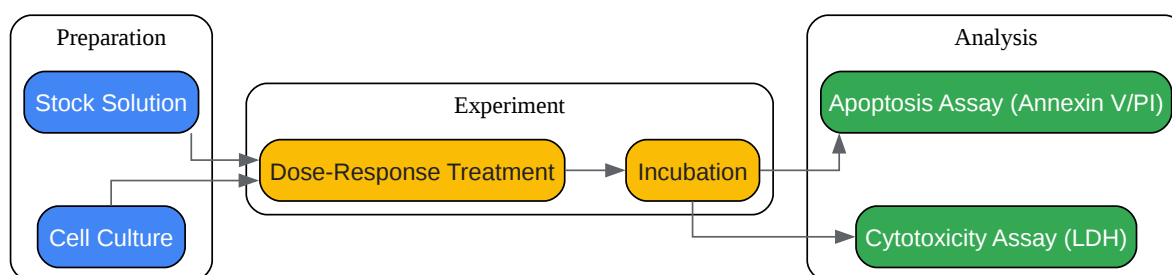 Preparation
Stock Solution
Cell Culture
Experiment
Dose-Response Treatment
Incubation
Analysis
Apoptosis Assay (Annexin V/PI)
Cytotoxicity Assay (LDH)